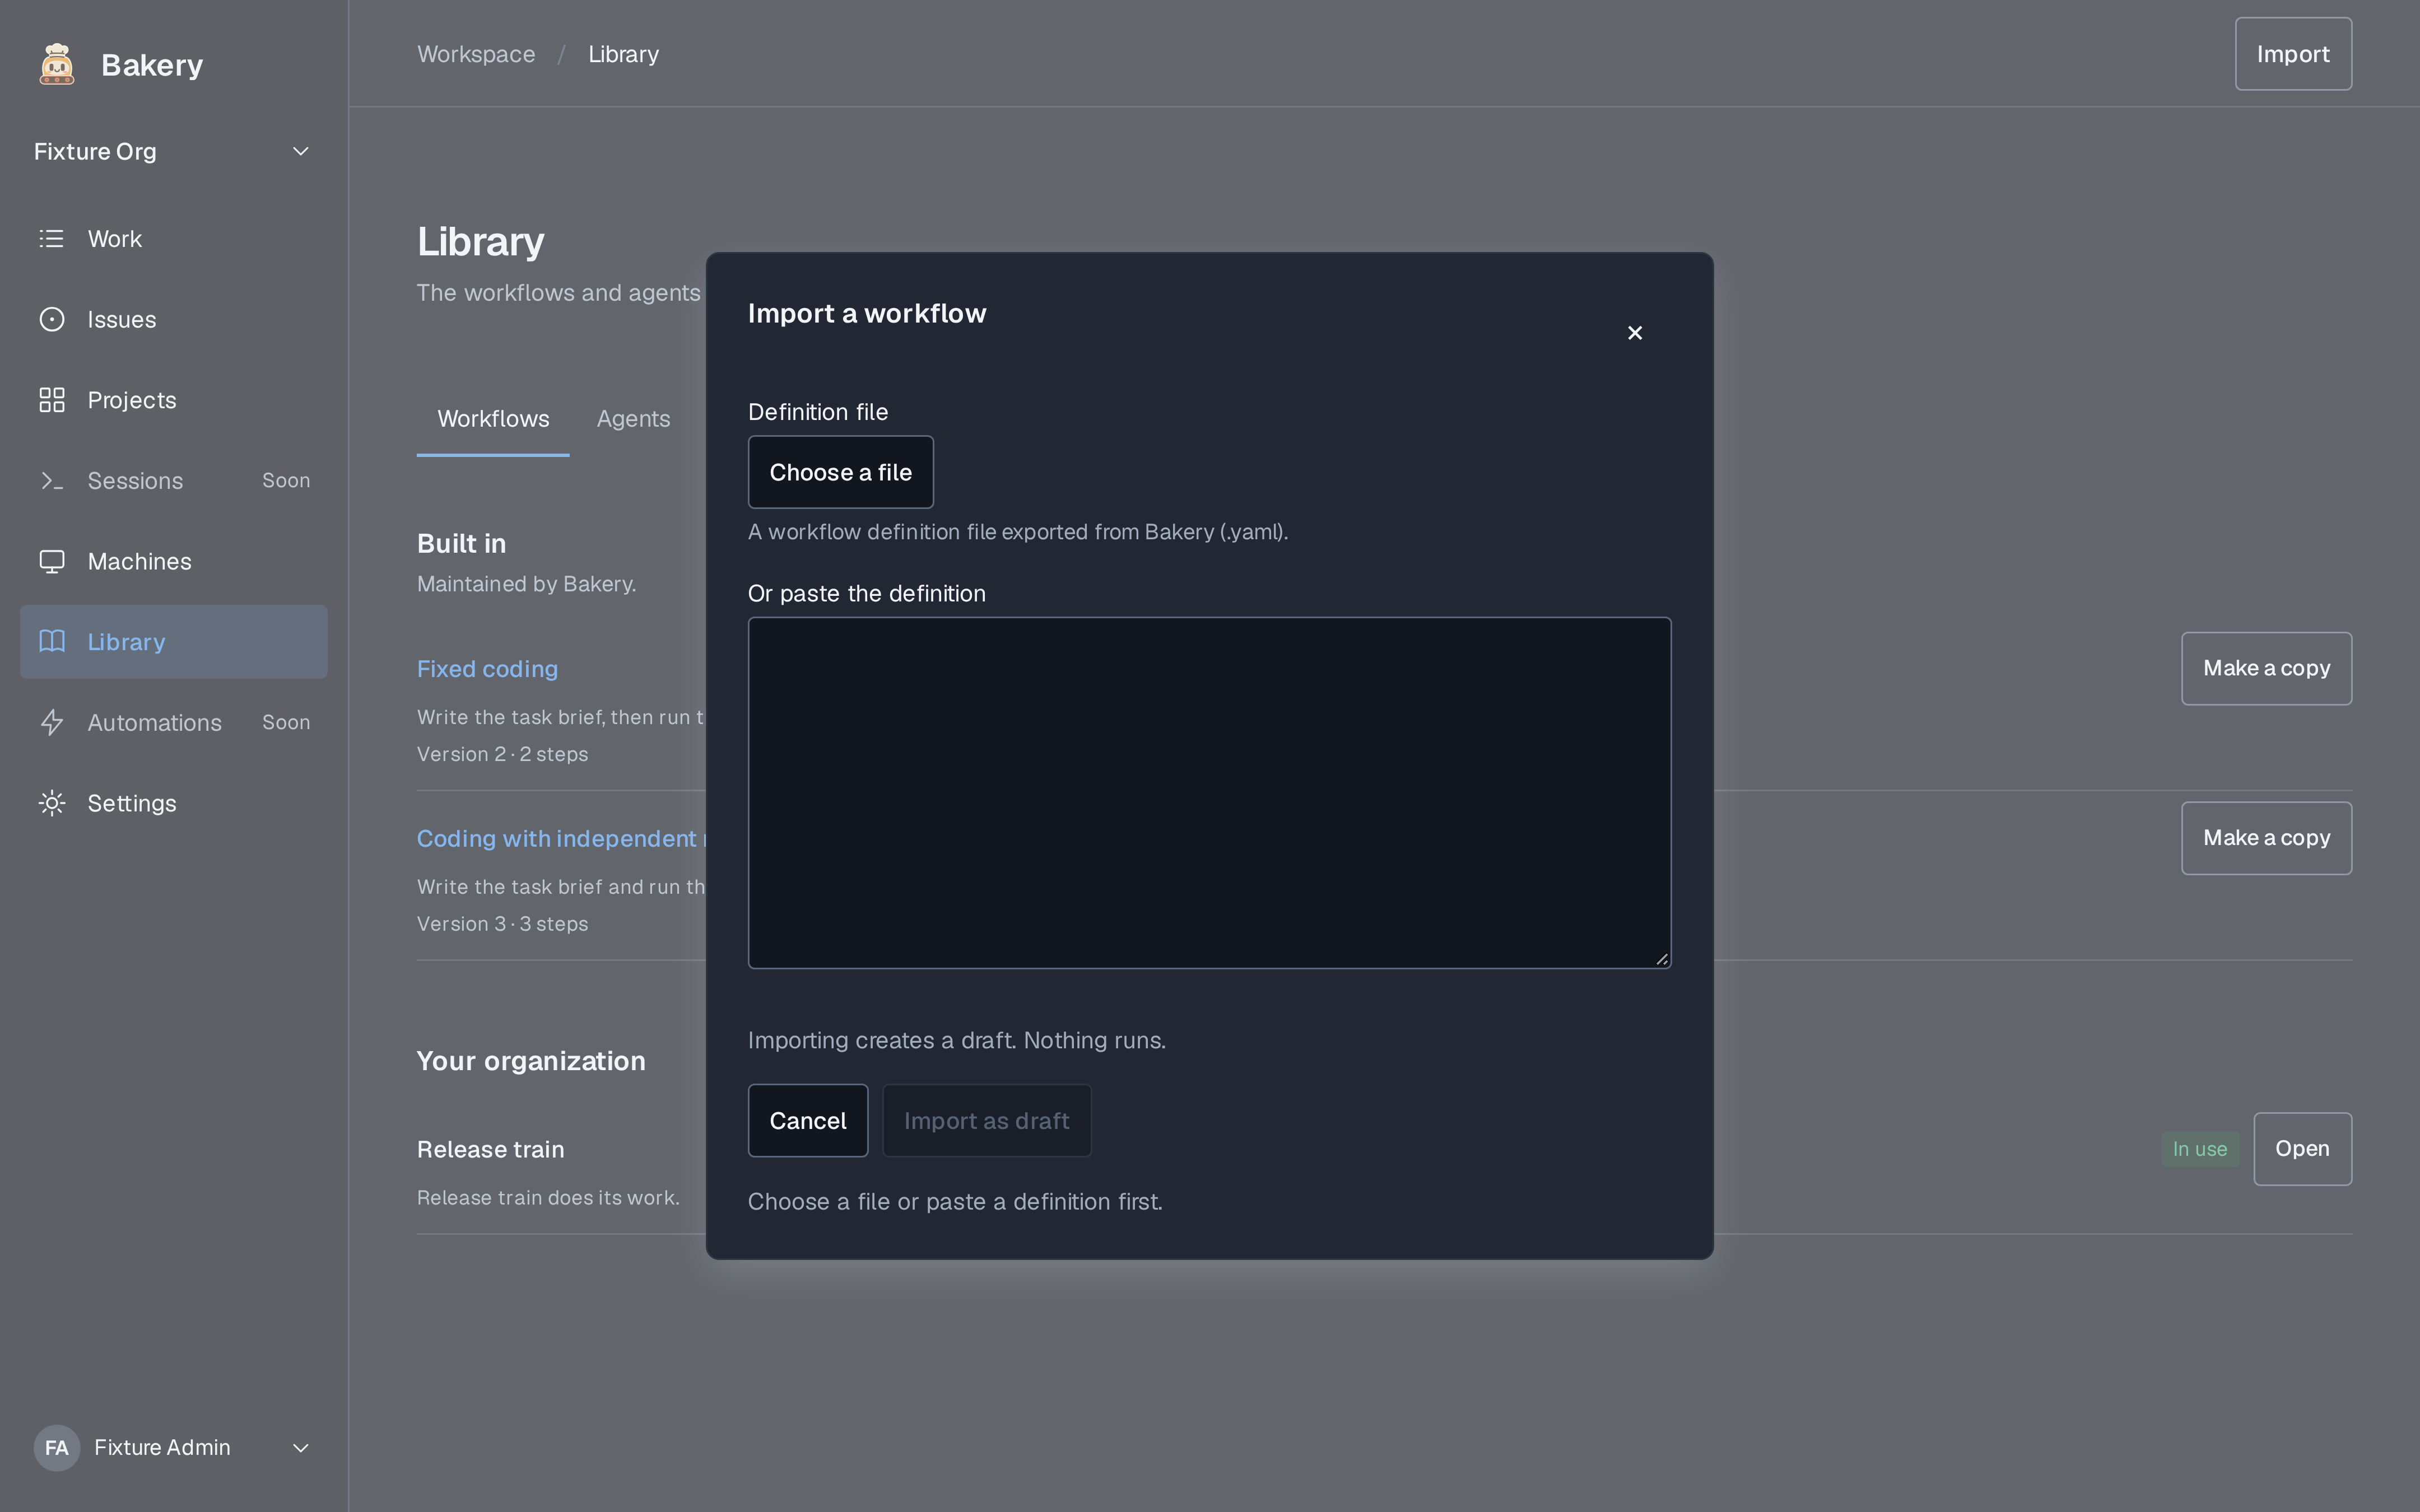 Bakery
Fixture Org
Work
Issues
Projects
Sessions Soon
Machines
Library
Automations Soon
Settings
FA Fixture Admin
Workspace / Library
Import
Library
The workflows and agents
Workflows Agents
Built in
Maintained by Bakery.
Fixed coding
Write the task brief, then run t
Version 2 · 2 steps
Make a copy
Coding with independent
Write the task brief and run th
Version 3 · 3 steps
Make a copy
Your organization
Release train
Release train does its work.
In use
Open
Import a workflow
Definition file
Choose a file
A workflow definition file exported from Bakery (.yaml).
Or paste the definition
Importing creates a draft. Nothing runs.
Cancel
Import as draft
Choose a file or paste a definition first.